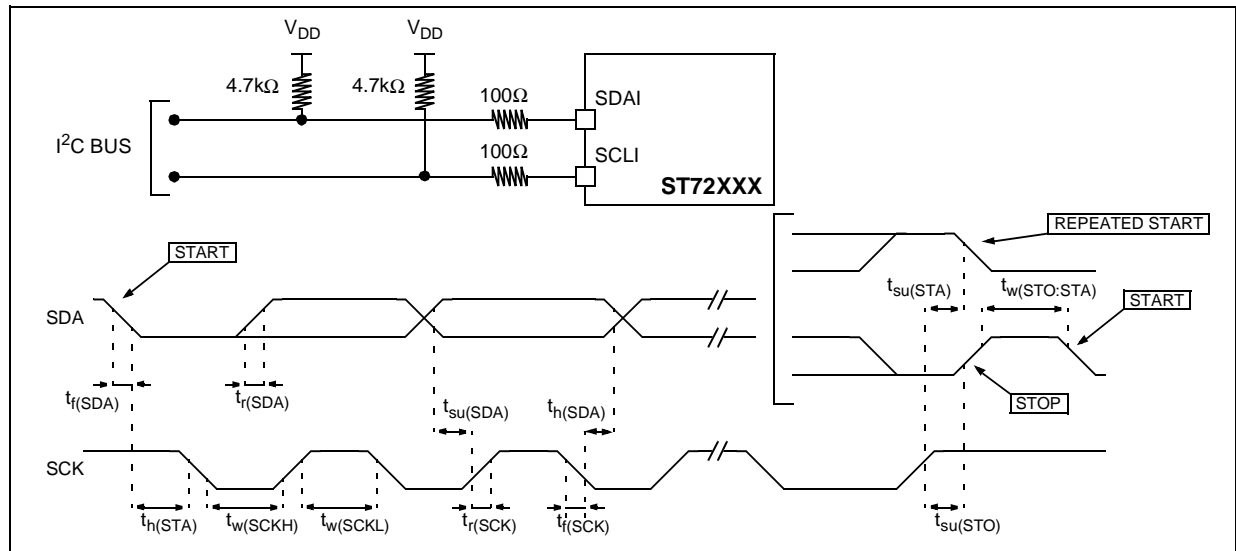 VDD VDD
4.7kΩ 4.7kΩ
100Ω
SDAI
I2C BUS
100Ω
SCLI
ST72XXX
REPEATED START
START
tsu(STA) tw(STO:STA)
START
SDA
STOP
tf(SDA) tr(SDA)
tsu(SDA) th(SDA)
SCK
th(STA) tw(SCKH) tw(SCKL) tr(SCK) tf(SCK) tsu(STO)